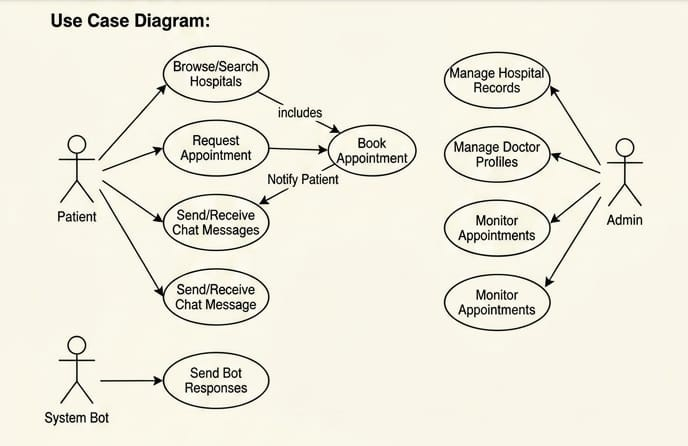 Use Case Diagram:
Browse/Search
Hospitals
includes
Request
Appointment
Book
Appointment
Notify Patient
Send/Receive
Chat Messages
Patient
Send/Receive
Chat Message
Send Bot
Responses
System Bot
Manage Hospital
Records
Manage Doctor
Profiles
Monitor
Appointments
Admin
Monitor
Appointments